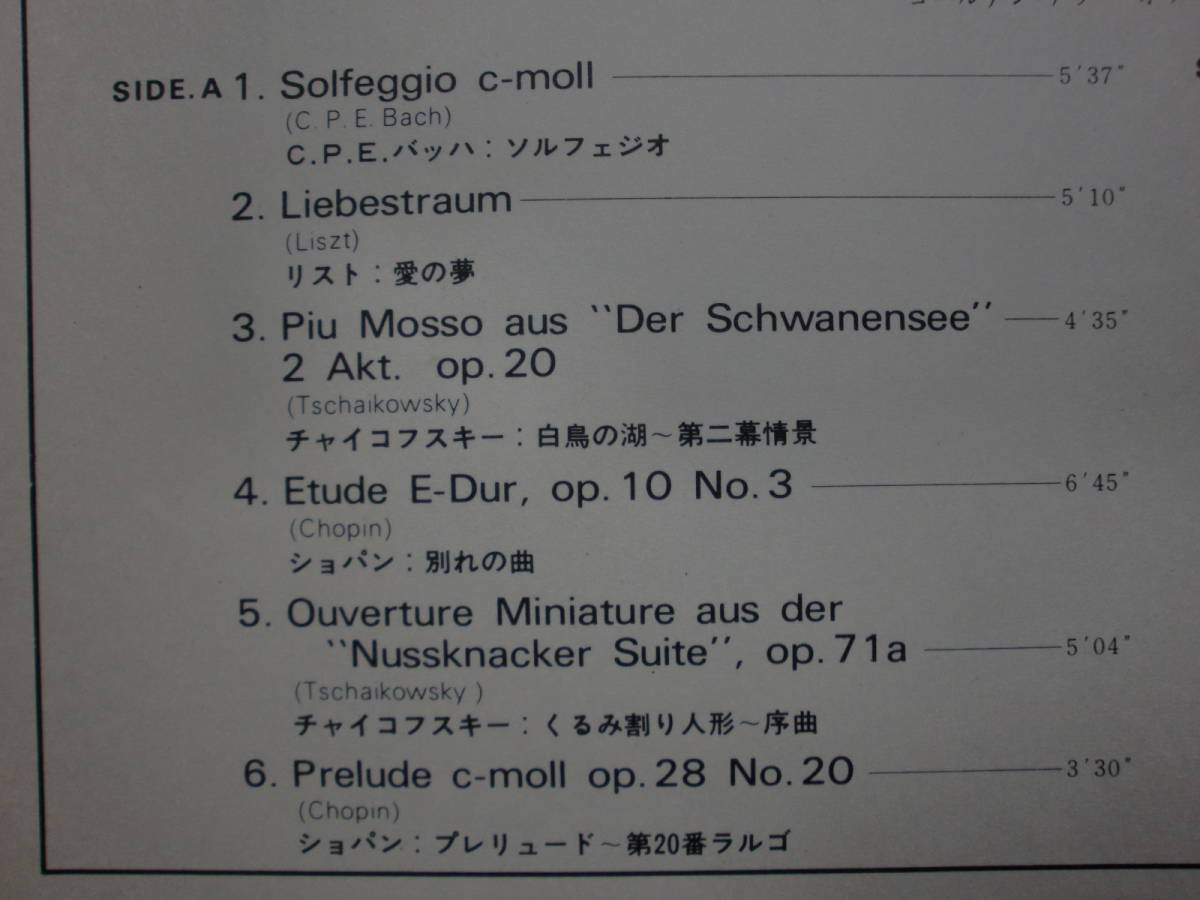 SIDE.A 1. Solfeggio c-moll 5'37"
(C. P. E. Bach)
C.P.E.バッハ：ソルフェジオ
2. Liebestraum 5'10"
(Liszt)
リスト：愛の夢
3. Piu Mosso aus "Der Schwanensee" 4'35"
2 Akt. op.20
(Tschaikowsky)
チャイコフスキー：白鳥の湖～第二幕情景
4. Etude E-Dur, op.10 No.3 6'45"
(Chopin)
ショパン：別れの曲
5. Ouverture Miniature aus der
"Nussknacker Suite", op.71a 5'04"
(Tschaikowsky )
チャイコフスキー：くるみ割り人形～序曲
6. Prelude c-moll op.28 No.20 3'30"
(Chopin)
ショパン：プレリュード～第20番ラルゴ